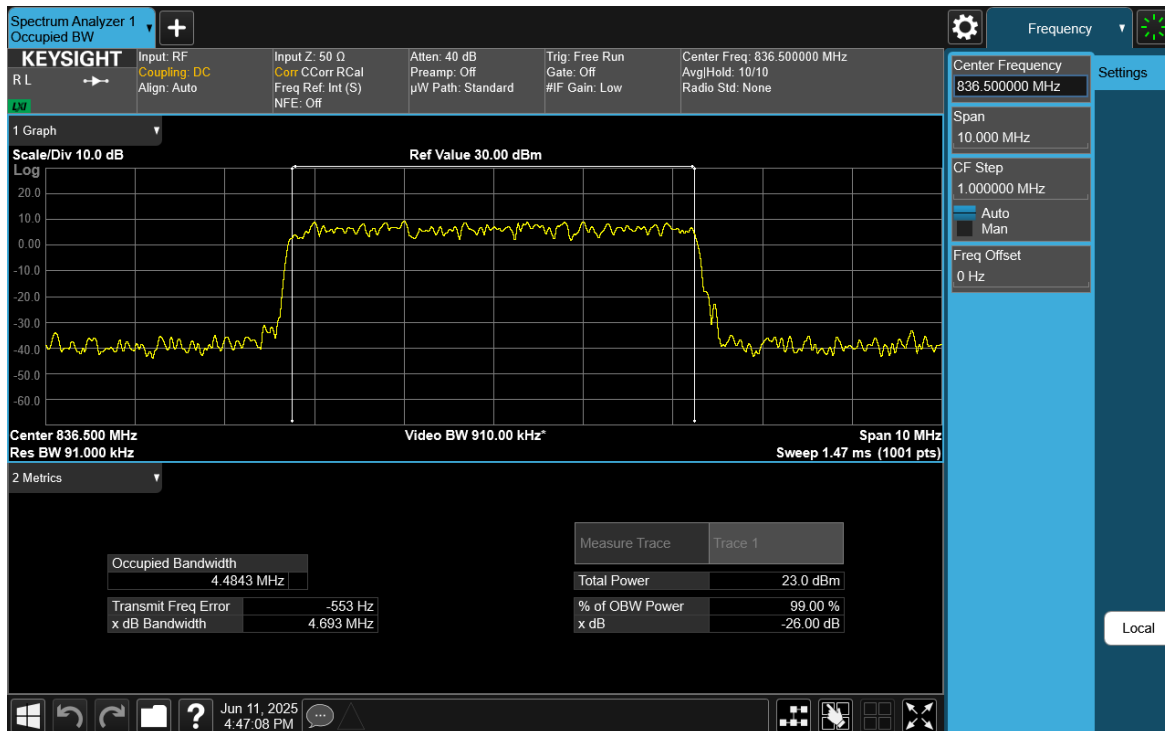 Spectrum Analyzer 1
Occupied BW
Frequency
KEYSIGHT
R L
LXI
Input: RF
Coupling: DC
Align: Auto
Input Z: 50 Ω
Corr CCorr RCal
Freq Ref: Int (S)
NFE: Off
Atten: 40 dB
Preamp: Off
µW Path: Standard
Trig: Free Run
Gate: Off
#IF Gain: Low
Center Freq: 836.500000 MHz
Avg|Hold: 10/10
Radio Std: None
Center Frequency
836.500000 MHz
Settings
Span
10.000 MHz
CF Step
1.000000 MHz
Auto
Man
Freq Offset
0 Hz
Local
1 Graph
Scale/Div 10.0 dB
Ref Value 30.00 dBm
Log
20.0
10.0
0.00
-10.0
-20.0
-30.0
-40.0
-50.0
-60.0
Center 836.500 MHz
Video BW 910.00 kHz*
Span 10 MHz
Res BW 91.000 kHz
Sweep 1.47 ms (1001 pts)
2 Metrics
Measure Trace
Trace 1
Occupied Bandwidth
4.4843 MHz
Total Power
23.0 dBm
Transmit Freq Error
-553 Hz
% of OBW Power
99.00 %
x dB Bandwidth
4.693 MHz
x dB
-26.00 dB
?
Jun 11, 2025
4:47:08 PM